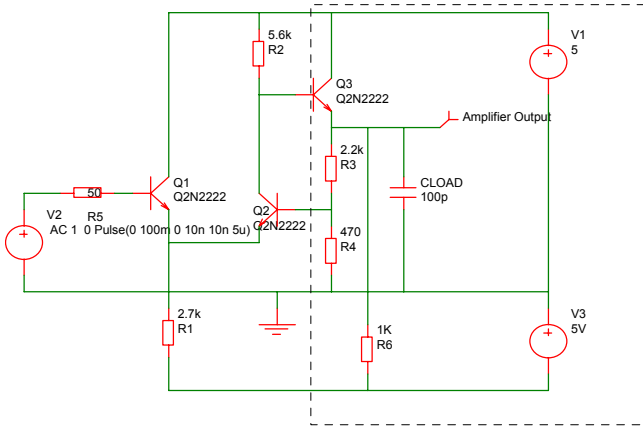 5.6k
R2
V1
5
Q3
Q2N2222
Amplifier Output
2.2k
R3
Q1
Q2N2222
CLOAD
100p
50
R5
Q2
Q2N2222
V2
AC 1 0 Pulse(0 100m 0 10n 10n 5u)
470
R4
2.7k
R1
1K
R6
V3
5V